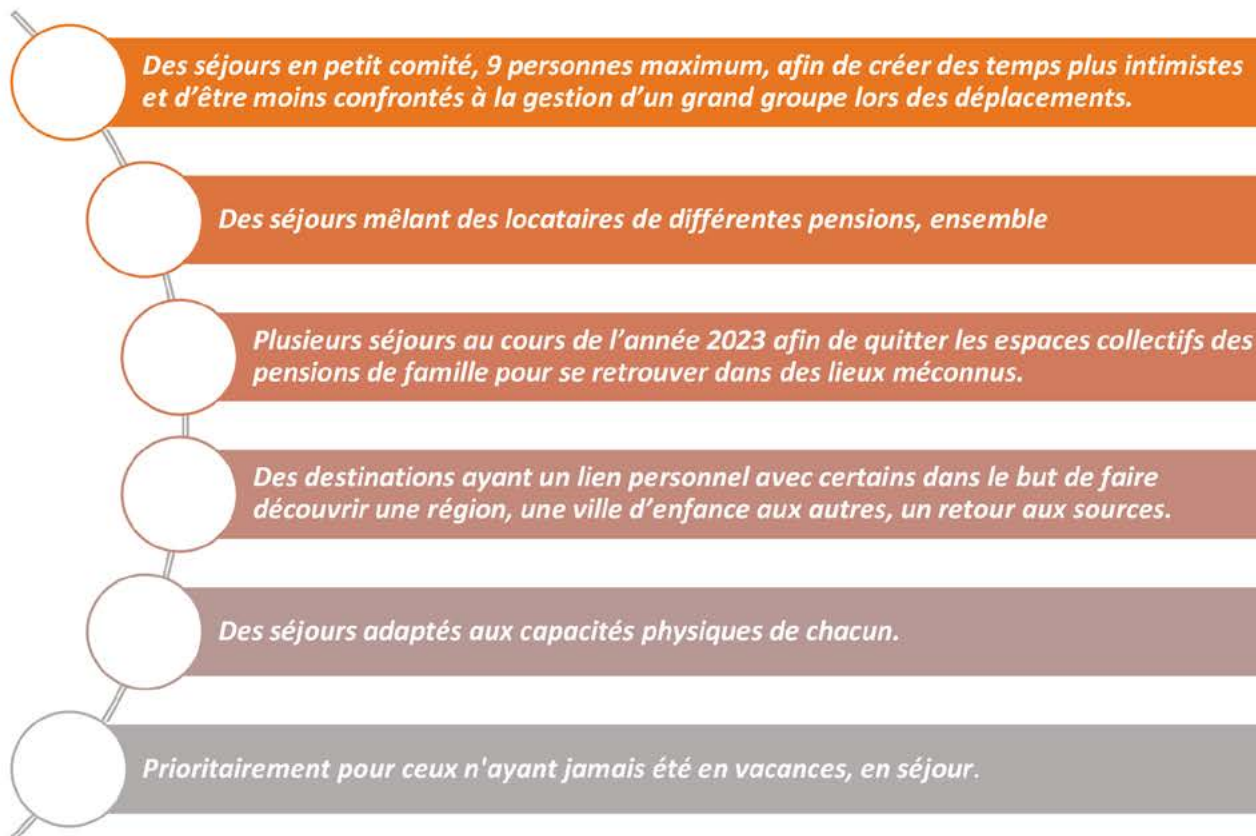 Des séjours en petit comité, 9 personnes maximum, afin de créer des temps plus intimistes
et d’être moins confrontés à la gestion d’un grand groupe lors des déplacements.
Des séjours mêlant des locataires de différentes pensions, ensemble
Plusieurs séjours au cours de l’année 2023 afin de quitter les espaces collectifs des
pensions de famille pour se retrouver dans des lieux méconnus.
Des destinations ayant un lien personnel avec certains dans le but de faire
découvrir une région, une ville d’enfance aux autres, un retour aux sources.
Des séjours adaptés aux capacités physiques de chacun.
Prioritairement pour ceux n'ayant jamais été en vacances, en séjour.